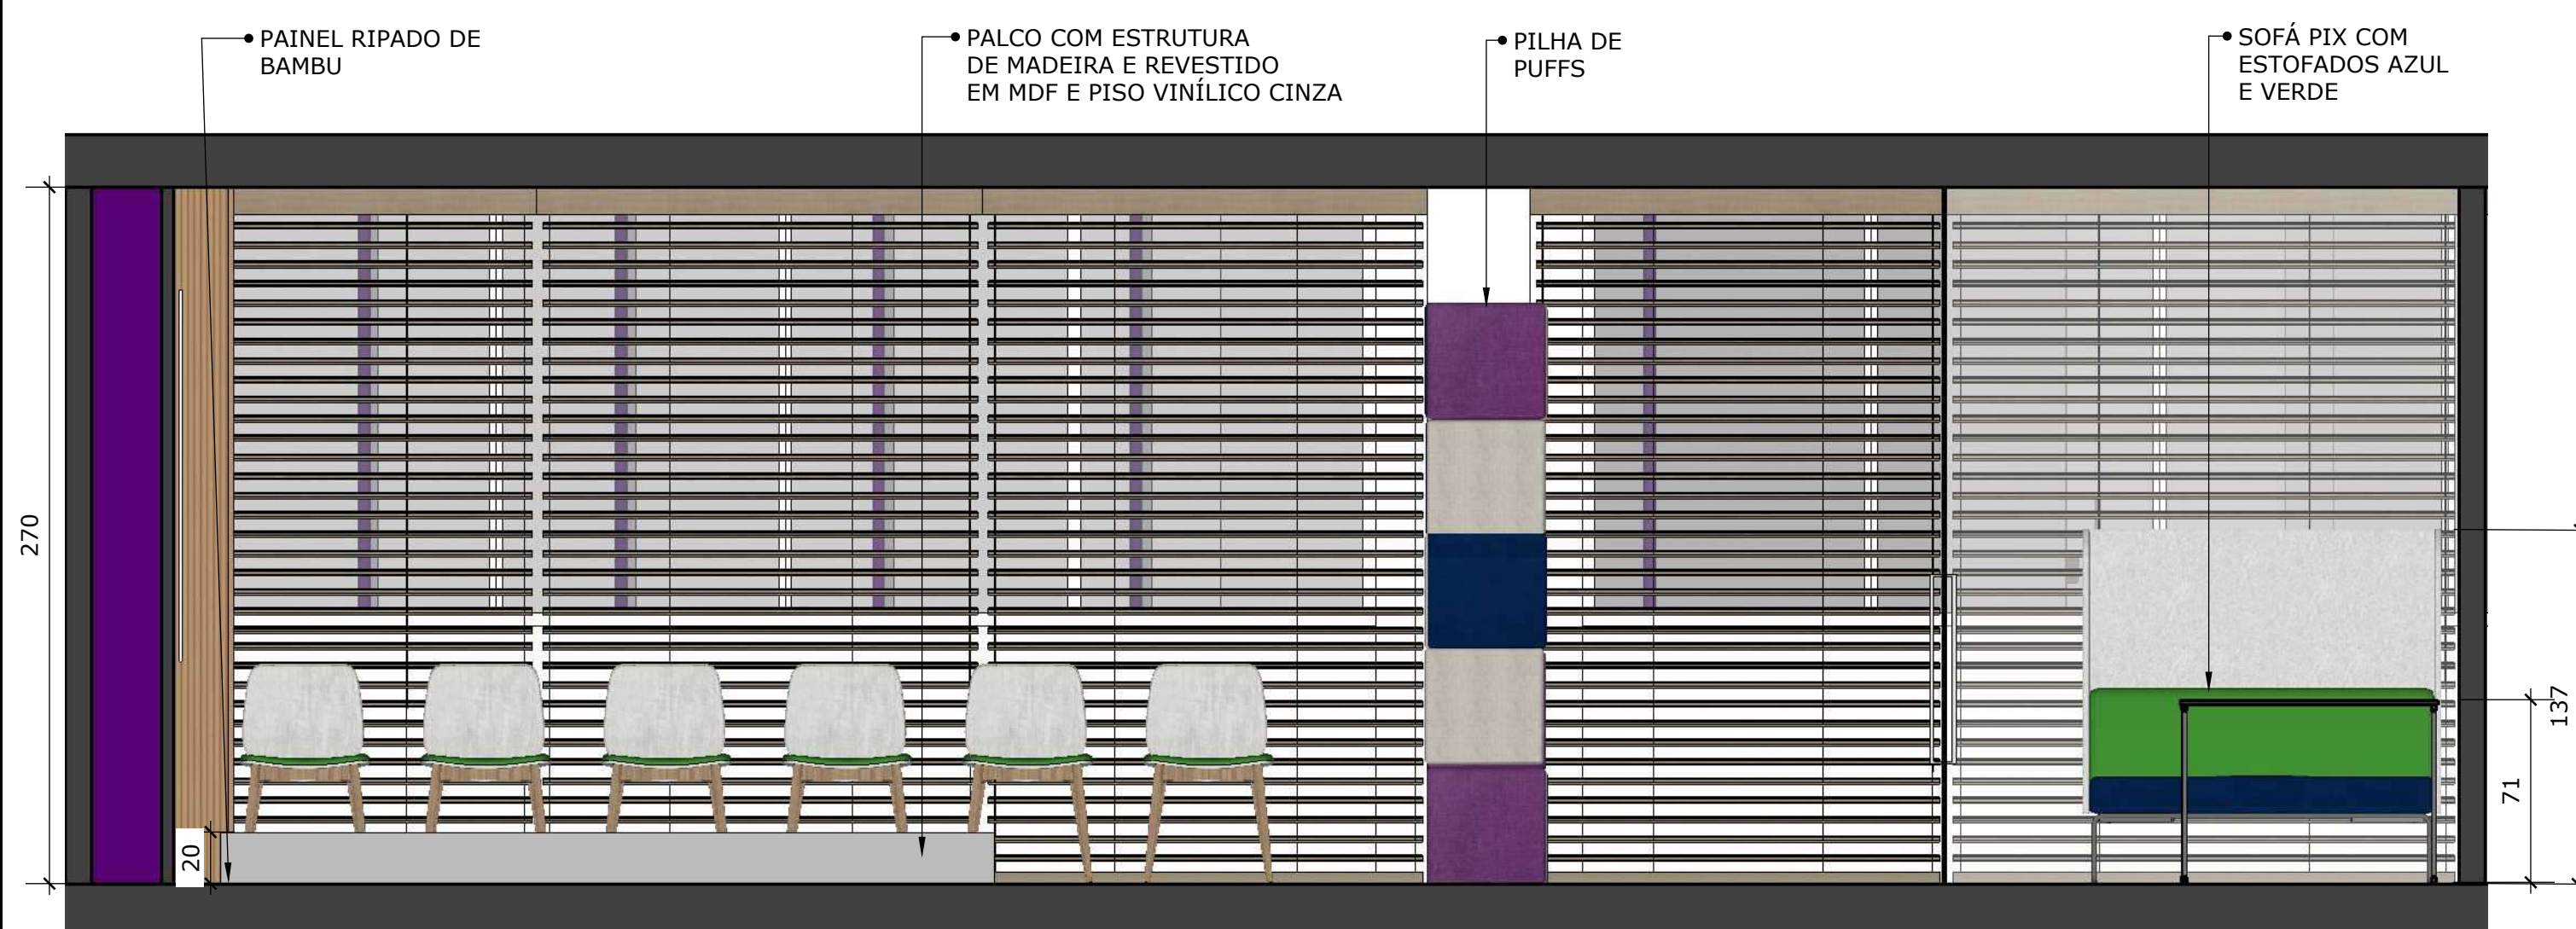 PAINEL RIPADO DE
BAMBU
PALCO COM ESTRUTURA
DE MADEIRA E REVESTIDO
EM MDF E PISO VINÍLICO CINZA
PILHA DE
PUFFS
SOFÁ PIX COM
ESTOFADOS AZUL
E VERDE
270
20
71
137